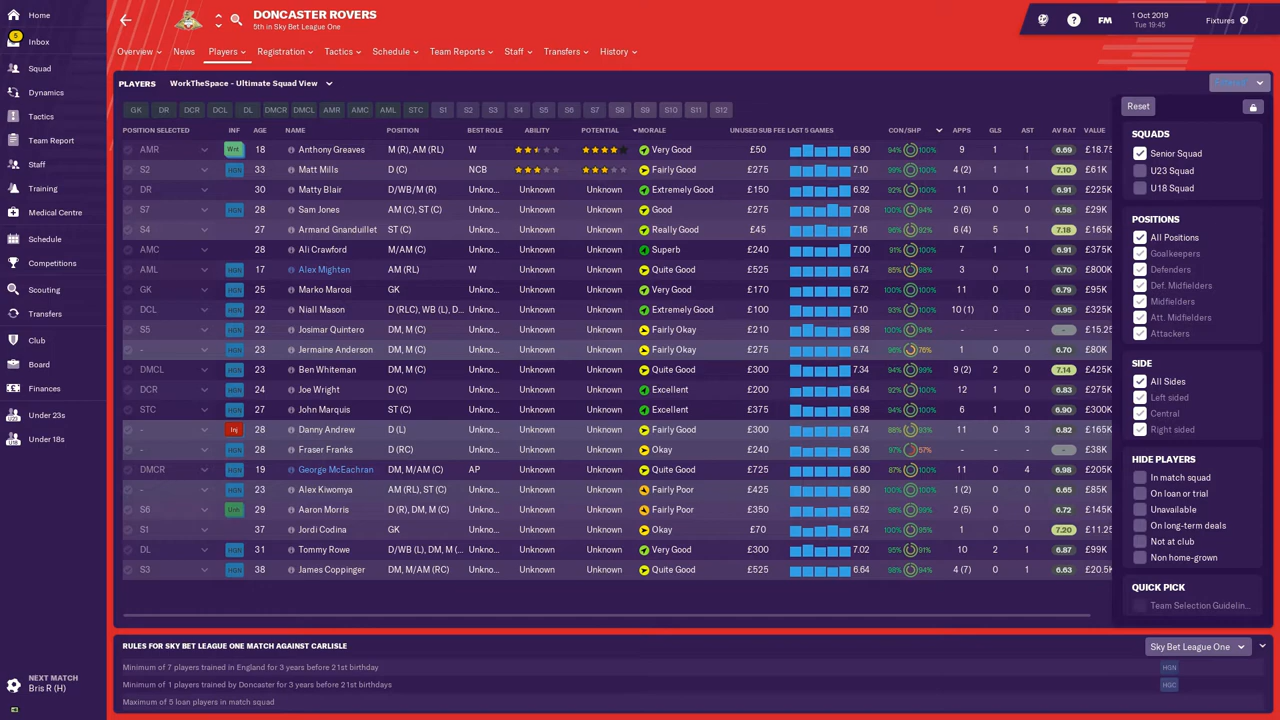 Home
Inbox
5
Squad
Dynamics
Tactics
Team Report
Staff
Training
Medical Centre
Schedule
Competitions
Scouting
Transfers
Club
Board
Finances
Under 23s
Under 18s
NEXT MATCH
Bris R (H)
DONCASTER ROVERS
5th in Sky Bet League One
FM
1 Oct 2019
Tue 19:45
Fixtures
Overview News Players Registration Tactics Schedule Team Reports Staff Transfers History
PLAYERS WorkTheSpace - Ultimate Squad View
GK DR DCR DCL DL DMCR DMCL AMR AMC AML STC S1 S2 S3 S4 S5 S6 S7 S8 S9 S10 S11 S12
POSITION SELECTED INF AGE NAME POSITION BEST ROLE ABILITY POTENTIAL MORALE UNUSED SUB FEE LAST 5 GAMES CON/SHP APPS GLS AST AV RAT VALUE
AMR Wnt 18 Anthony Greaves M (R), AM (RL) W Very Good £50 6.90 94% 100% 9 1 1 6.69 £18.75
S2 HGN 33 Matt Mills D (C) NCB Fairly Good £275 7.10 99% 100% 4 (2) 1 1 7.10 £61K
DR 30 Matty Blair D/WB/M (R) Unkno... Unknown Unknown Extremely Good £150 6.92 92% 100% 11 0 1 6.91 £225K
S7 HGN 28 Sam Jones AM (C), ST (C) Unkno... Unknown Unknown Good £275 7.08 100% 94% 2 (6) 0 0 6.58 £29K
S4 27 Armand Gnanduillet ST (C) Unkno... Unknown Unknown Really Good £45 7.16 96% 92% 6 (4) 5 1 7.18 £165K
AMC 28 Ali Crawford M/AM (C) Unkno... Unknown Unknown Superb £240 7.00 91% 100% 7 1 0 6.91 £375K
AML HGN 17 Alex Mighten AM (RL) W Unknown Unknown Quite Good £525 6.74 85% 98% 3 0 1 6.70 £800K
GK HGN 25 Marko Marosi GK Unkno... Unknown Unknown Very Good £170 6.72 100% 100% 11 0 0 6.79 £95K
DCL HGN 22 Niall Mason D (RLC), WB (L), D... Unkno... Unknown Unknown Extremely Good £100 7.10 93% 100% 10 (1) 0 2 6.95 £325K
S5 HGN 22 Josimar Quintero DM, M (C) Unkno... Unknown Unknown Fairly Okay £210 6.98 100% 94% - - - - £15.25
- HGN 23 Jermaine Anderson DM, M (C) Unkno... Unknown Unknown Fairly Okay £275 6.74 96% 76% 1 0 0 6.70 £80K
DMCL HGN 23 Ben Whiteman DM, M (C) Unkno... Unknown Unknown Quite Good £300 7.34 94% 99% 9 (2) 2 0 7.14 £425K
DCR HGN 24 Joe Wright D (C) Unkno... Unknown Unknown Excellent £200 6.64 92% 100% 12 1 0 6.83 £275K
STC HGN 27 John Marquis ST (C) Unkno... Unknown Unknown Excellent £375 6.98 94% 100% 6 1 0 6.90 £300K
- Inj 28 Danny Andrew D (L) Unkno... Unknown Unknown Fairly Good £300 6.74 88% 93% 11 0 3 6.82 £165K
- HGN 28 Fraser Franks D (RC) Unkno... Unknown Unknown Okay £400 6.36 97% 57% - - - - £38K
DMCR HGN 19 George McEachran DM, M/AM (C) AP Unknown Unknown Quite Good £725 6.80 87% 100% 11 0 4 6.98 £205K
- HGN 23 Alex Kiwomya AM (RL), ST (C) Unkno... Unknown Unknown Fairly Poor £425 6.80 100% 100% 1 (2) 0 0 6.65 £85K
S6 Unh 29 Aaron Morris D (R), DM, M (C) Unkno... Unknown Unknown Fairly Poor £350 6.52 98% 99% 2 (5) 0 1 6.72 £145K
S1 37 Jordi Codina GK Unkno... Unknown Unknown Okay £70 6.74 100% 95% 1 0 0 7.20 £11.25
DL HGN 31 Tommy Rowe D/WB (L), DM, M (... Unkno... Unknown Unknown Very Good £300 7.02 95% 91% 10 2 1 6.87 £99K
S3 HGN 38 James Coppinger DM, M/AM (RC) Unkno... Unknown Unknown Quite Good £525 6.64 98% 94% 4 (7) 0 1 6.63 £20.5K
Reset
SQUADS
Senior Squad
U23 Squad
U18 Squad
POSITIONS
All Positions
Goalkeepers
Defenders
Def. Midfielders
Midfielders
Att. Midfielders
Attackers
SIDE
All Sides
Left sided
Central
Right sided
HIDE PLAYERS
In match squad
On loan or trial
Unavailable
On long-term deals
Not at club
Non home-grown
QUICK PICK
Team Selection Guidelin...
RULES FOR SKY BET LEAGUE ONE MATCH AGAINST CARLISLE
Sky Bet League One
Minimum of 7 players trained in England for 3 years before 21st birthday HGN
Minimum of 1 players trained by Doncaster for 3 years before 21st birthdays HGC
Maximum of 5 loan players in match squad